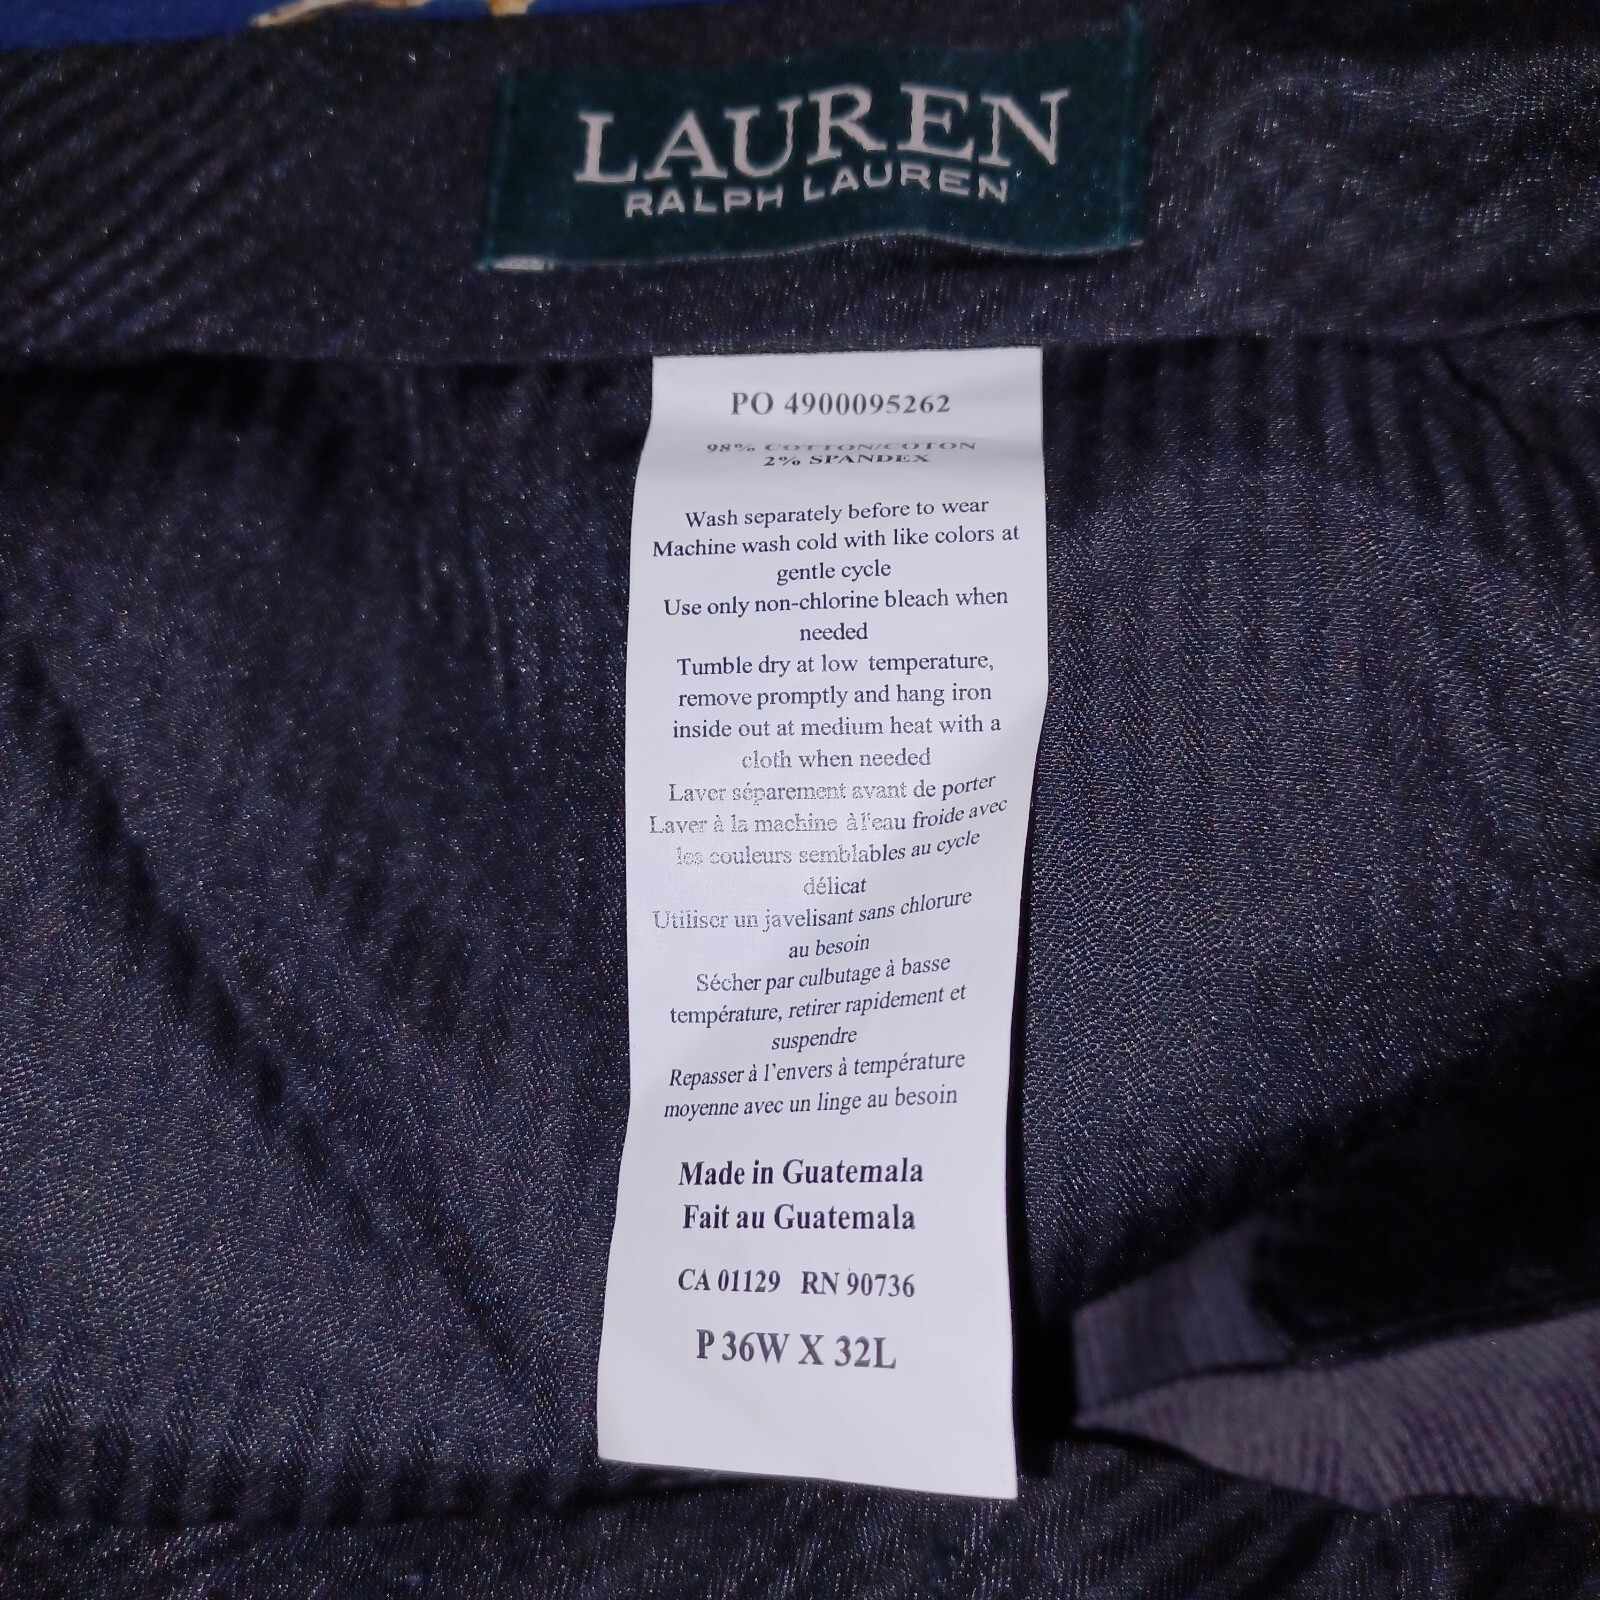 LAUREN
RALPH LAUREN
PO 4900095262
98% COTTON/COTON
2% SPANDEX
Wash separately before to wear
Machine wash cold with like colors at
gentle cycle
Use only non-chlorine bleach when
needed
Tumble dry at low temperature,
remove promptly and hang iron
inside out at medium heat with a
cloth when needed
Laver séparement avant de porter
Laver à la machine à l'eau froide avec
les couleurs semblables au cycle
délicat
Utiliser un javelisant sans chlorure
au besoin
Sécher par culbutage à basse
température, retirer rapidement et
suspendre
Repasser à l'envers à température
moyenne avec un linge au besoin
Made in Guatemala
Fait au Guatemala
CA 01129 RN 90736
P 36W X 32L